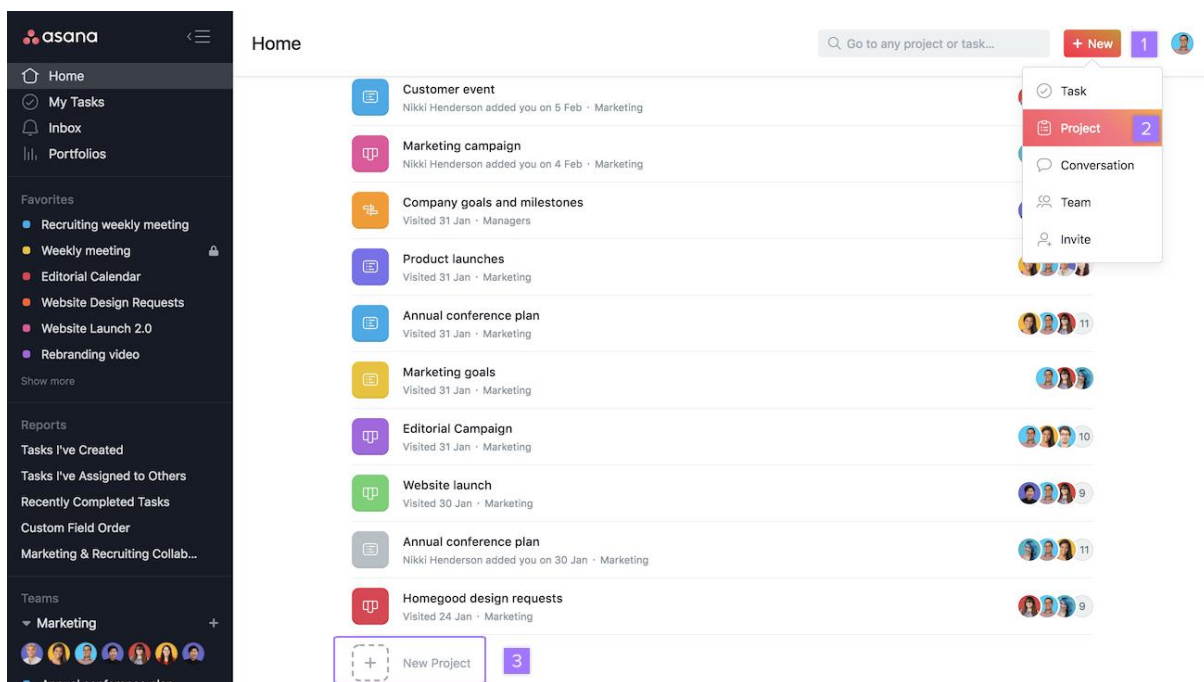 asana
Home
My Tasks
Inbox
Portfolios
Favorites
Recruiting weekly meeting
Weekly meeting
Editorial Calendar
Website Design Requests
Website Launch 2.0
Rebranding video
Show more
Reports
Tasks I've Created
Tasks I've Assigned to Others
Recently Completed Tasks
Custom Field Order
Marketing & Recruiting Collab...
Teams
Marketing
+
Home
Go to any project or task...
+ New
1
Task
Project
2
Conversation
Team
Invite
Customer event
Nikki Henderson added you on 5 Feb · Marketing
Marketing campaign
Nikki Henderson added you on 4 Feb · Marketing
Company goals and milestones
Visited 31 Jan · Managers
Product launches
Visited 31 Jan · Marketing
Annual conference plan
Visited 31 Jan · Marketing
11
Marketing goals
Visited 31 Jan · Marketing
Editorial Campaign
Visited 31 Jan · Marketing
10
Website launch
Visited 30 Jan · Marketing
9
Annual conference plan
Nikki Henderson added you on 30 Jan · Marketing
11
Homegood design requests
Visited 24 Jan · Marketing
9
+ New Project
3